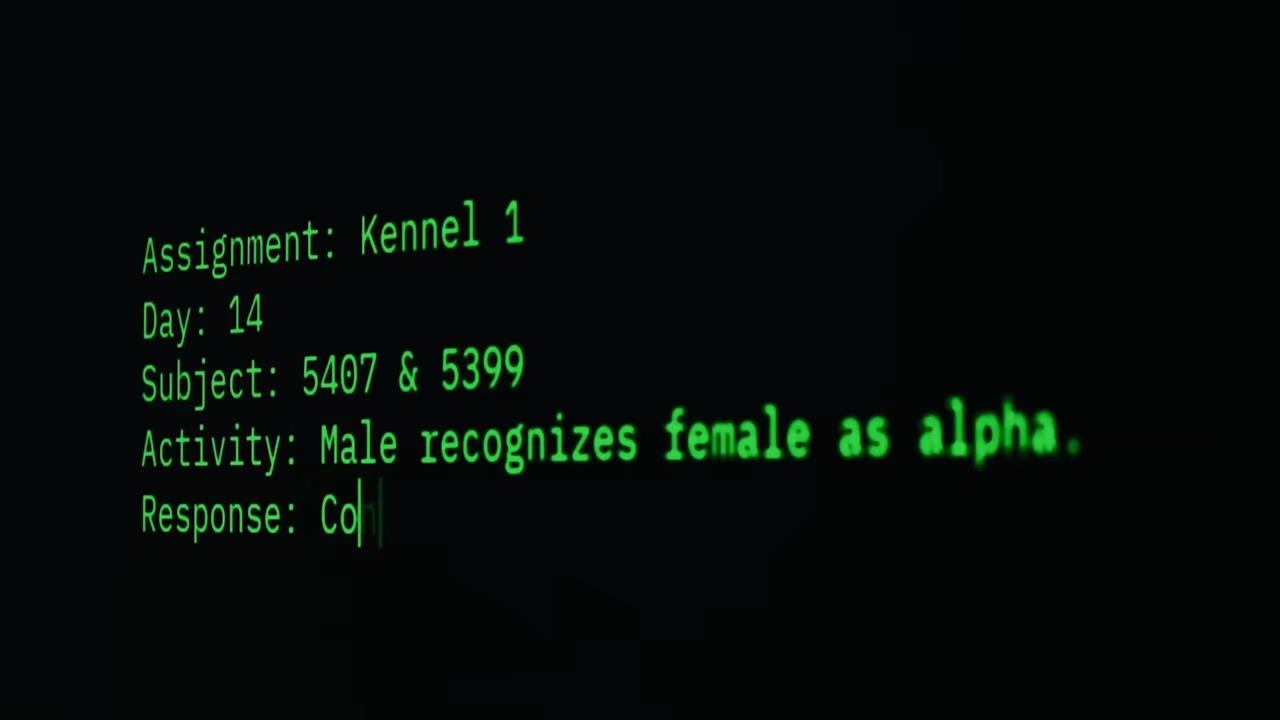 Assignment: Kennel 1
Day: 14
Subject: 5407 & 5399
Activity: Male recognizes female as alpha.
Response: Co